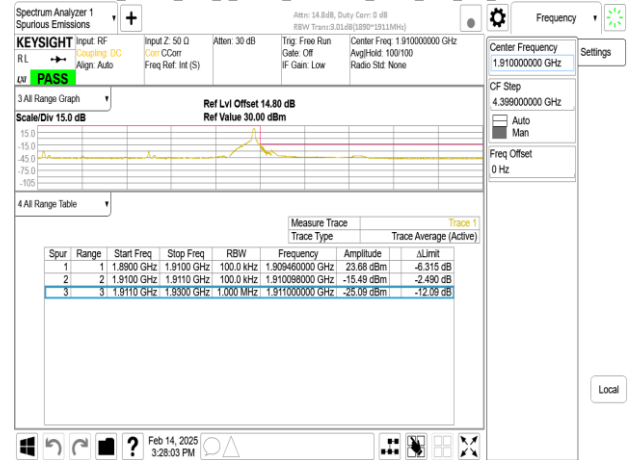 Spectrum Analyzer 1
Spurious Emissions
Attn: 14.8dB, Duty Corr: 0 dB
RBW Trans:3.01dB(1890~1911MHz)
Frequency
KEYSIGHT
R L
LXI
PASS
Input: RF
Coupling: DC
Align: Auto
Input Z: 50 Ω
Corr CCorr
Freq Ref: Int (S)
Atten: 30 dB
Trig: Free Run
Gate: Off
IF Gain: Low
Center Freq: 1.910000000 GHz
Avg|Hold: 100/100
Radio Std: None
Center Frequency
1.910000000 GHz
Settings
CF Step
4.399000000 GHz
Auto
Man
Freq Offset
0 Hz
3 All Range Graph
Scale/Div 15.0 dB
Ref Lvl Offset 14.80 dB
Ref Value 30.00 dBm
15.0
-15.0
-45.0
-75.0
-105
4 All Range Table
Measure Trace Trace 1
Trace Type Trace Average (Active)
Spur Range Start Freq Stop Freq RBW Frequency Amplitude ΔLimit
1 1 1.8900 GHz 1.9100 GHz 100.0 kHz 1.909460000 GHz 23.68 dBm -6.315 dB
2 2 1.9100 GHz 1.9110 GHz 100.0 kHz 1.910098000 GHz -15.49 dBm -2.490 dB
3 3 1.9110 GHz 1.9300 GHz 1.000 MHz 1.911000000 GHz -25.09 dBm -12.09 dB
Local
Feb 14, 2025
3:28:03 PM